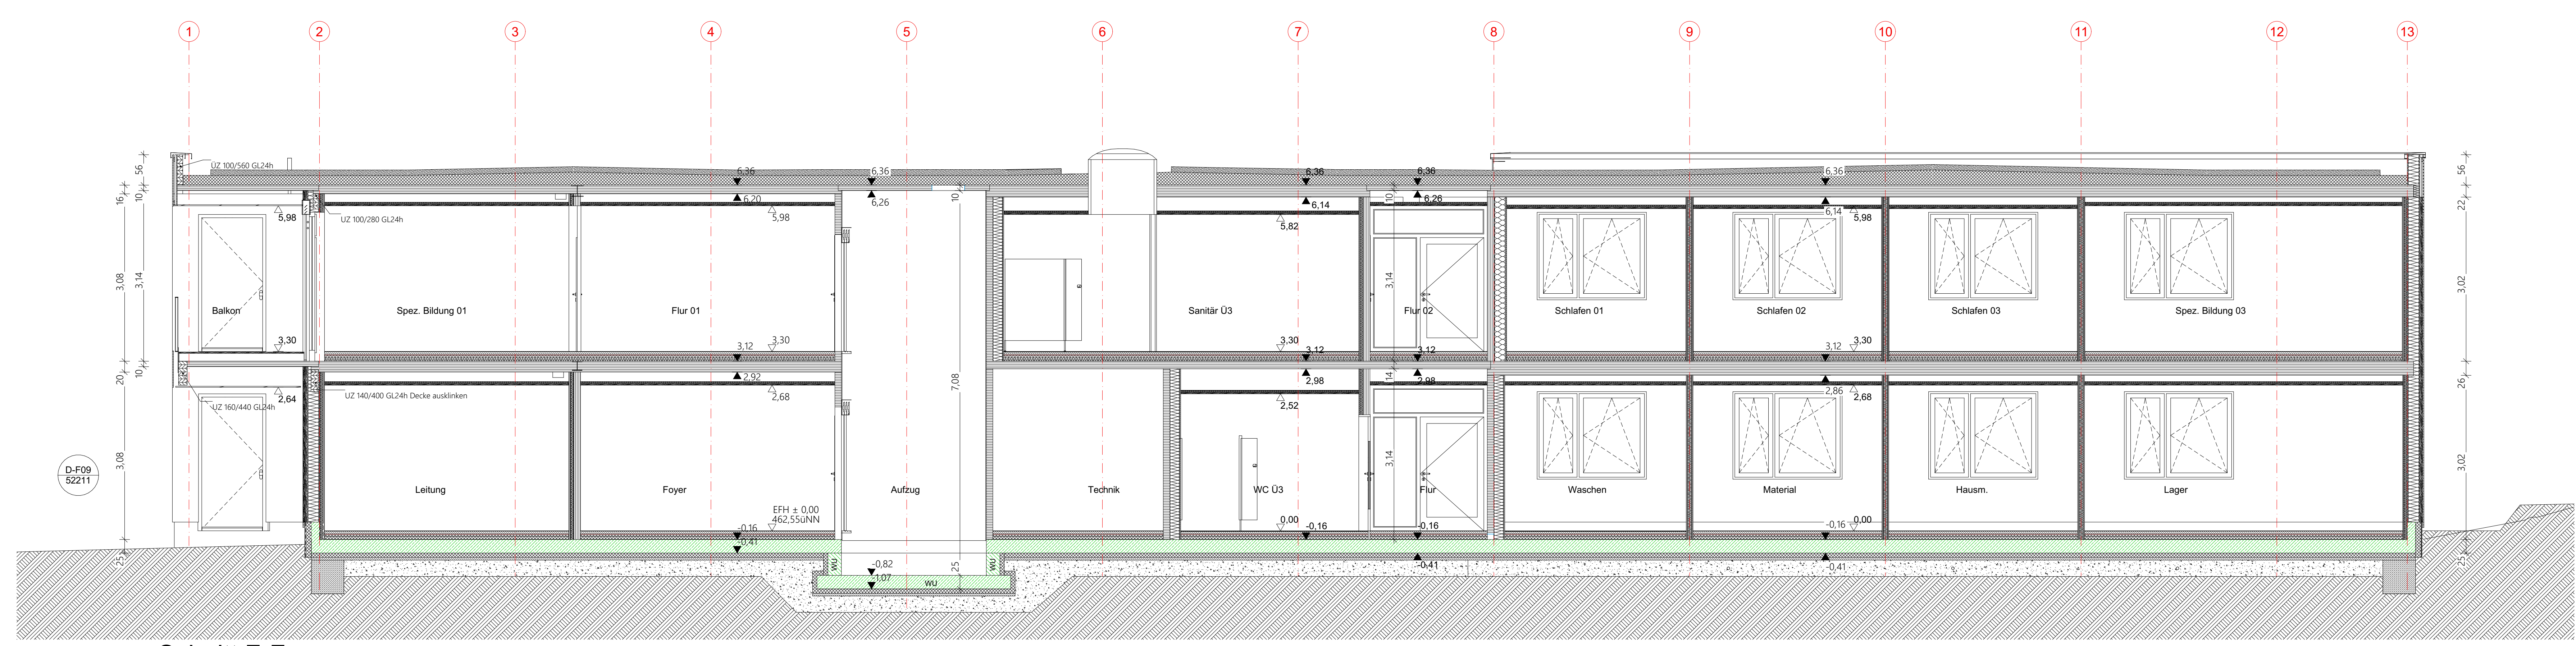 1 2 3 4 5 6 7 8 9 10 11 12 13
ÜZ 100/560 GL24h
56
10
16
3,14
3,08
20
10
3,08
25
6,36
6,20
6,36
6,26
10
6,36
6,14
6,36
6,26
10
6,36
6,14
56
22
3,02
26
3,02
25
UZ 100/280 GL24h
5,98
5,98
5,82
5,98
Balkon
Spez. Bildung 01
Flur 01
Sanitär Ü3
3,14
Flur 02
Schlafen 01
Schlafen 02
Schlafen 03
Spez. Bildung 03
3,30
3,12
3,30
3,30
3,12
3,12
3,12
3,30
2,92
2,98
14
2,98
2,86
2,64
UZ 160/440 GL24h
UZ 140/400 GL24h Decke ausklinken
2,68
7,08
2,52
2,68
D-F09
52211
Leitung
Foyer
Aufzug
Technik
WC Ü3
3,14
Flur
Waschen
Material
Hausm.
Lager
EFH ± 0,00
462,55üNN
-0,16
-0,41
0,00
-0,16
-0,16
-0,41
-0,16
0,00
-0,41
WU
-0,82
-1,07
WU
25
WU